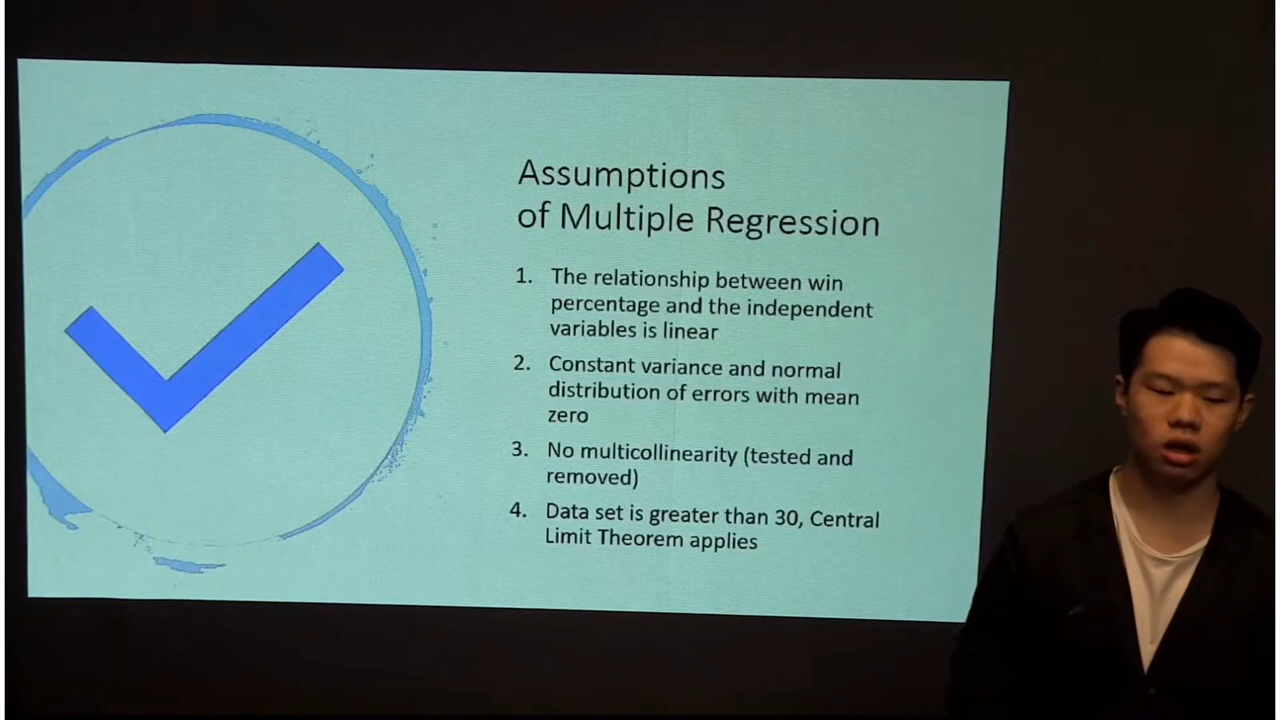 Assumptions
of Multiple Regression
1. The relationship between win
percentage and the independent
variables is linear
2. Constant variance and normal
distribution of errors with mean
zero
3. No multicollinearity (tested and
removed)
4. Data set is greater than 30, Central
Limit Theorem applies